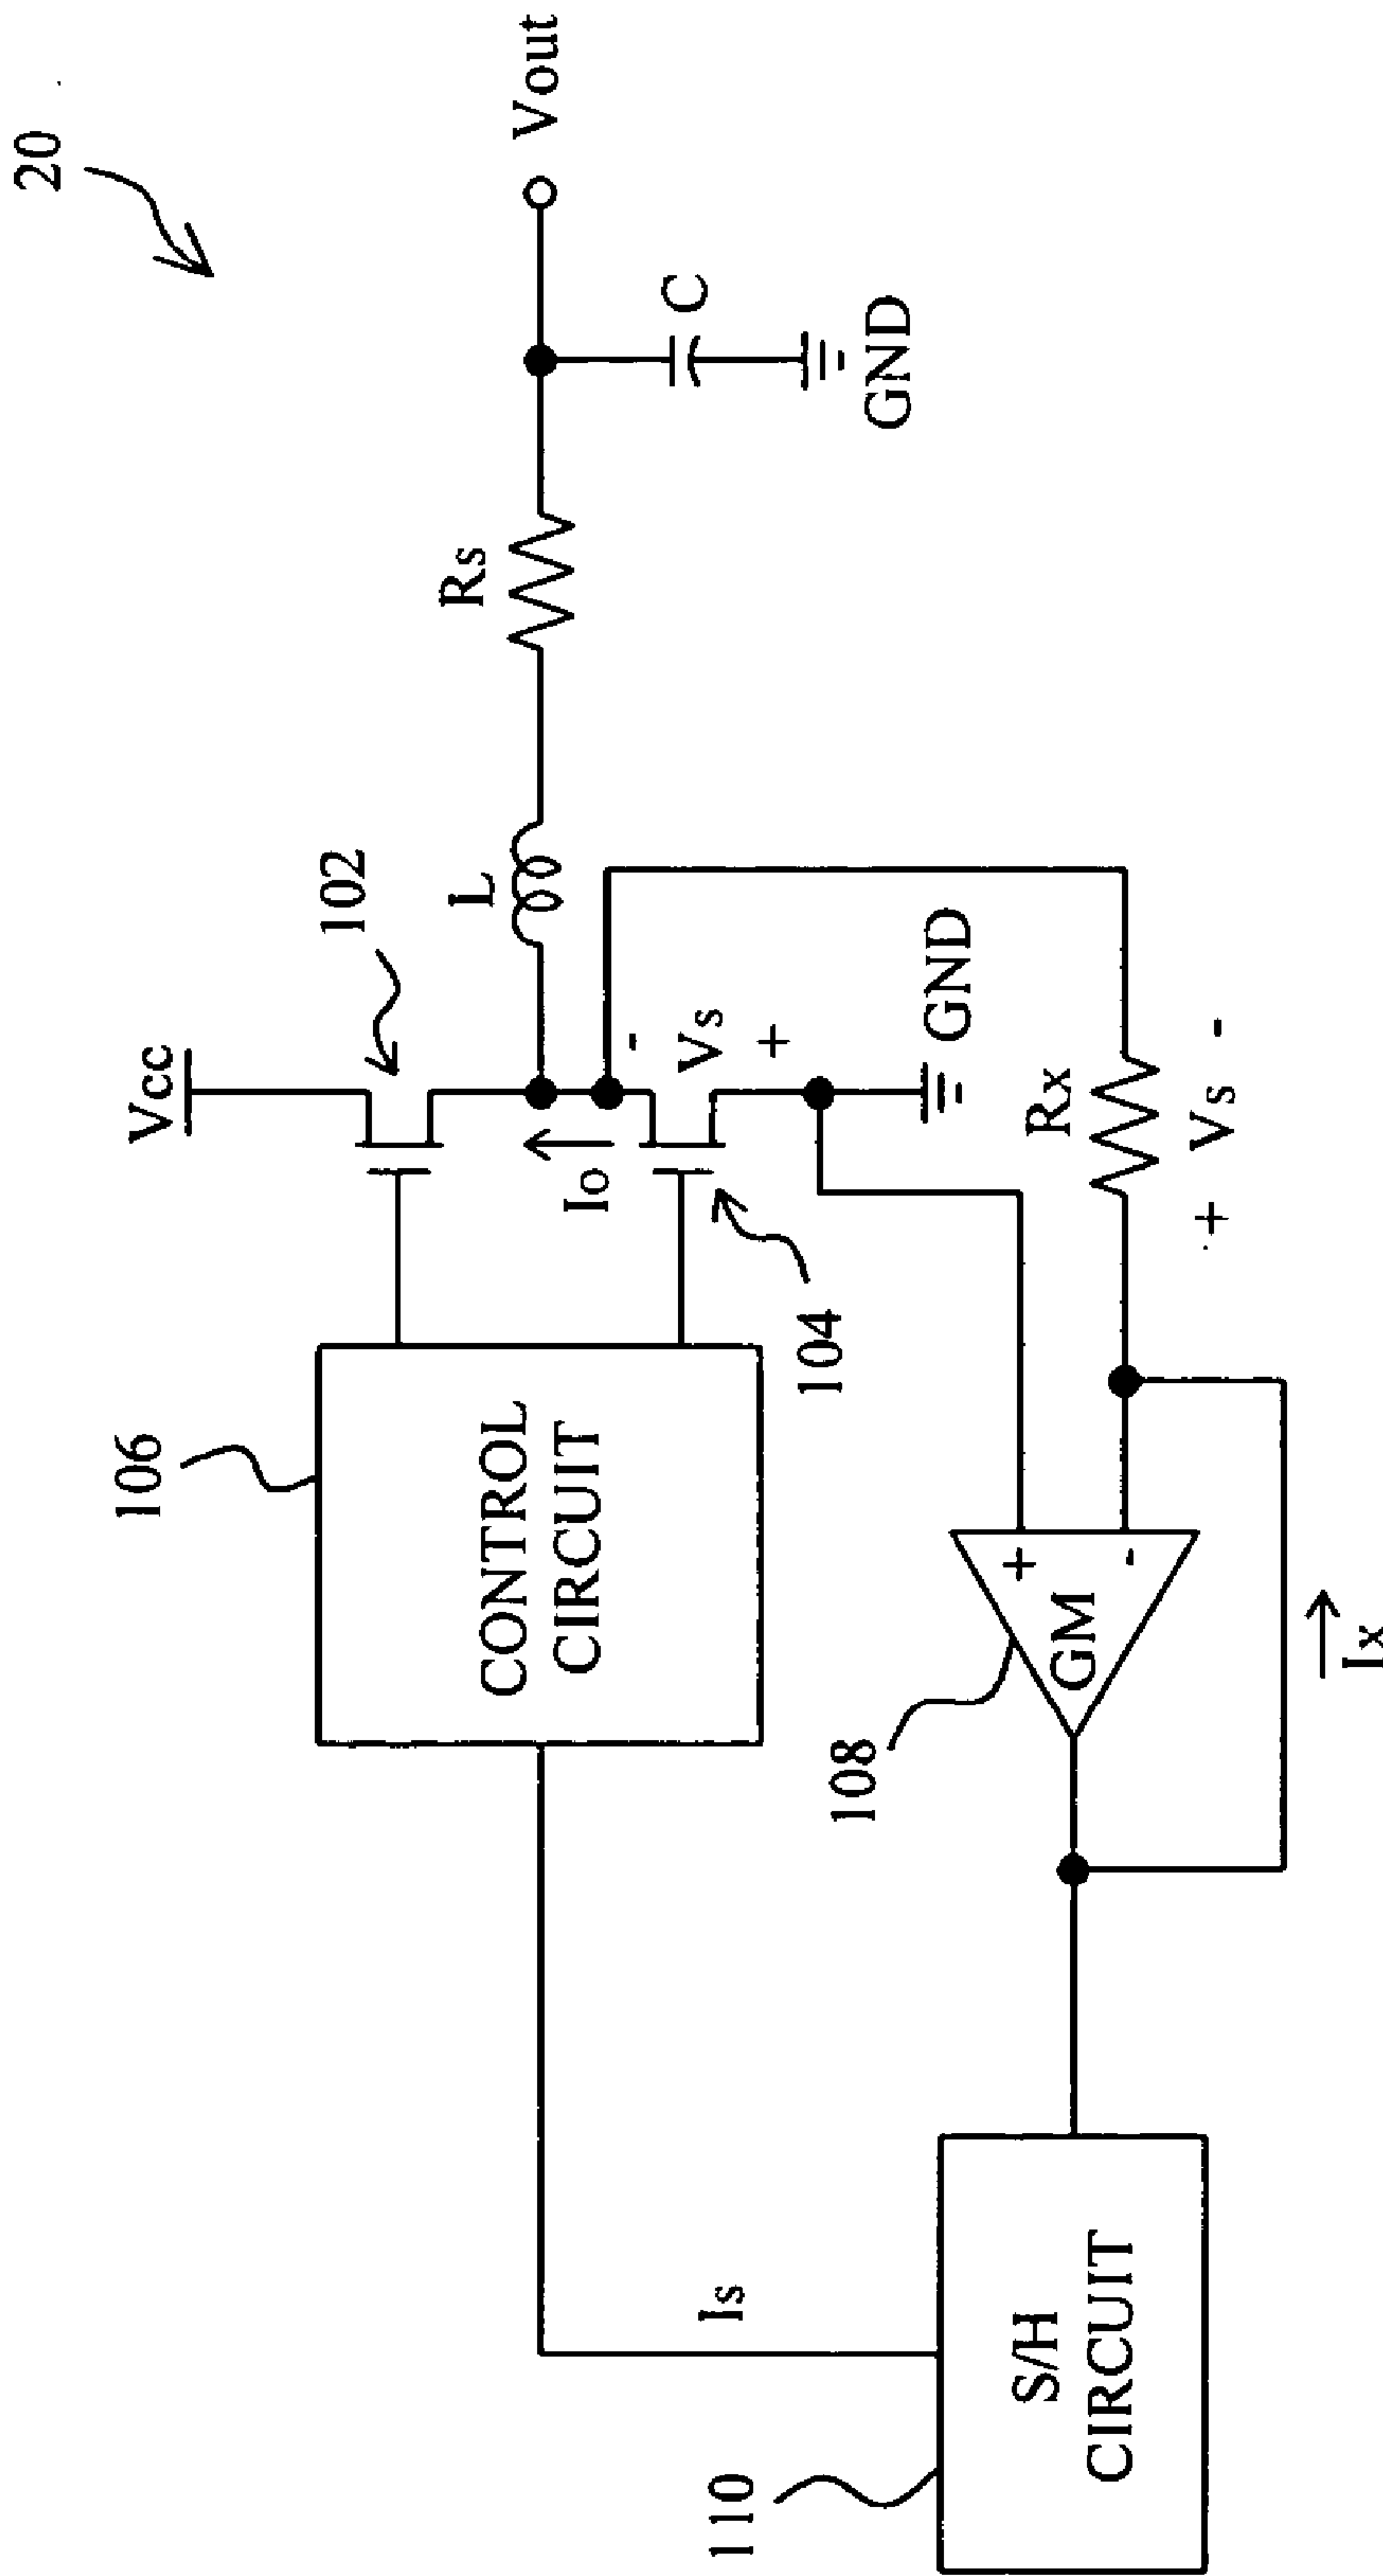 20
Vcc
102
106
CONTROL
CIRCUIT
Io
L
Rs
Vout
C
GND
-
Vs
+
104
GND
Is
108
+
-
GM
Rx
+ Vs -
Ix
110
S/H
CIRCUIT